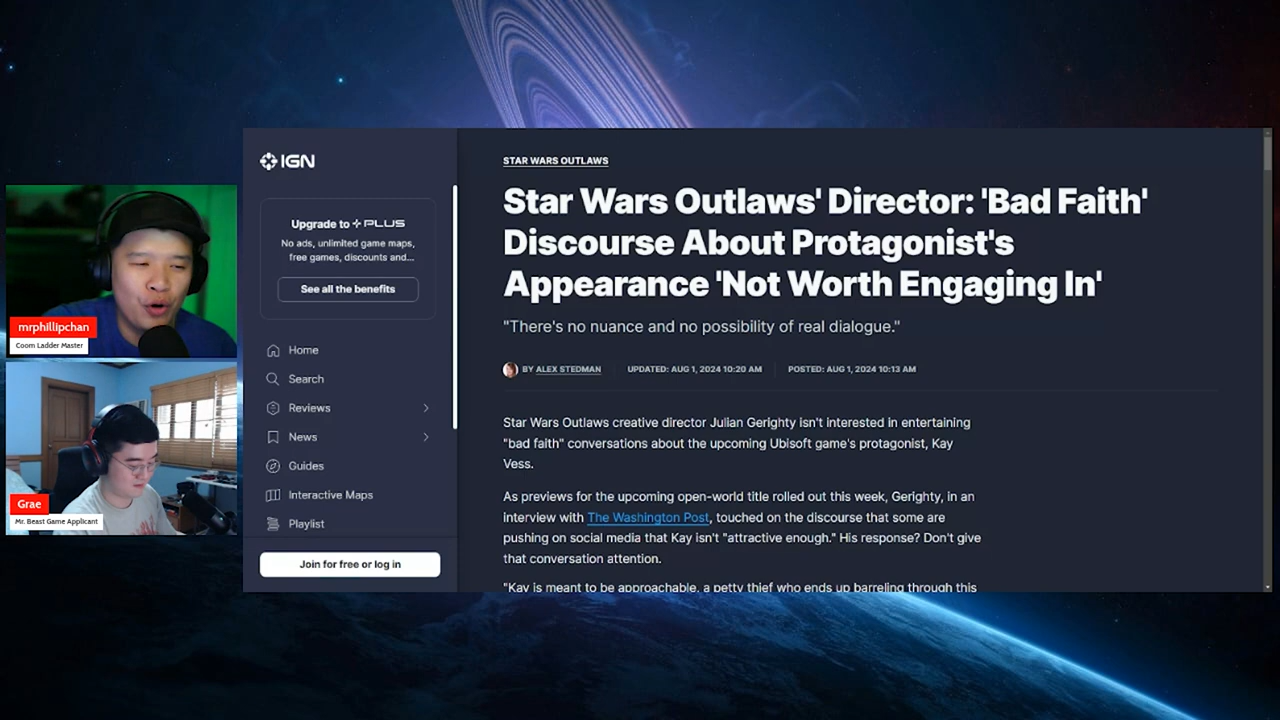 IGN
Upgrade to PLUS
No ads, unlimited game maps,
free games, discounts and...
See all the benefits
Home
Search
Reviews
News
Guides
Interactive Maps
Playlist
Join for free or log in
STAR WARS OUTLAWS
Star Wars Outlaws' Director: 'Bad Faith'
Discourse About Protagonist's
Appearance 'Not Worth Engaging In'
"There's no nuance and no possibility of real dialogue."
BY ALEX STEDMAN UPDATED: AUG 1, 2024 10:20 AM POSTED: AUG 1, 2024 10:13 AM
Star Wars Outlaws creative director Julian Gerighty isn't interested in entertaining
"bad faith" conversations about the upcoming Ubisoft game's protagonist, Kay
Vess.
As previews for the upcoming open-world title rolled out this week, Gerighty, in an
interview with The Washington Post, touched on the discourse that some are
pushing on social media that Kay isn't "attractive enough." His response? Don't give
that conversation attention.
"Kay is meant to be approachable, a petty thief who ends up barreling through this
mrphillipchan
Coom Ladder Master
Grae
Mr. Beast Game Applicant